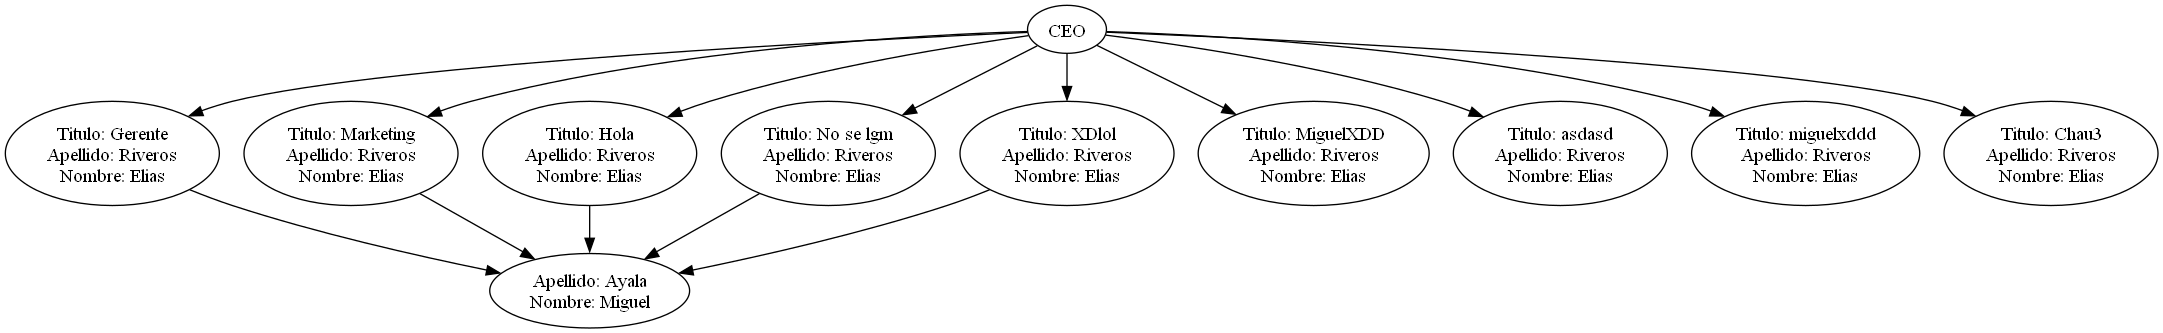 CEO
Titulo: Gerente
Apellido: Riveros
Nombre: Elias
Titulo: Marketing
Apellido: Riveros
Nombre: Elias
Titulo: Hola
Apellido: Riveros
Nombre: Elias
Titulo: No se lgm
Apellido: Riveros
Nombre: Elias
Titulo: XDlol
Apellido: Riveros
Nombre: Elias
Titulo: MiguelXDD
Apellido: Riveros
Nombre: Elias
Titulo: asdasd
Apellido: Riveros
Nombre: Elias
Titulo: miguelxddd
Apellido: Riveros
Nombre: Elias
Titulo: Chau3
Apellido: Riveros
Nombre: Elias
Apellido: Ayala
Nombre: Miguel